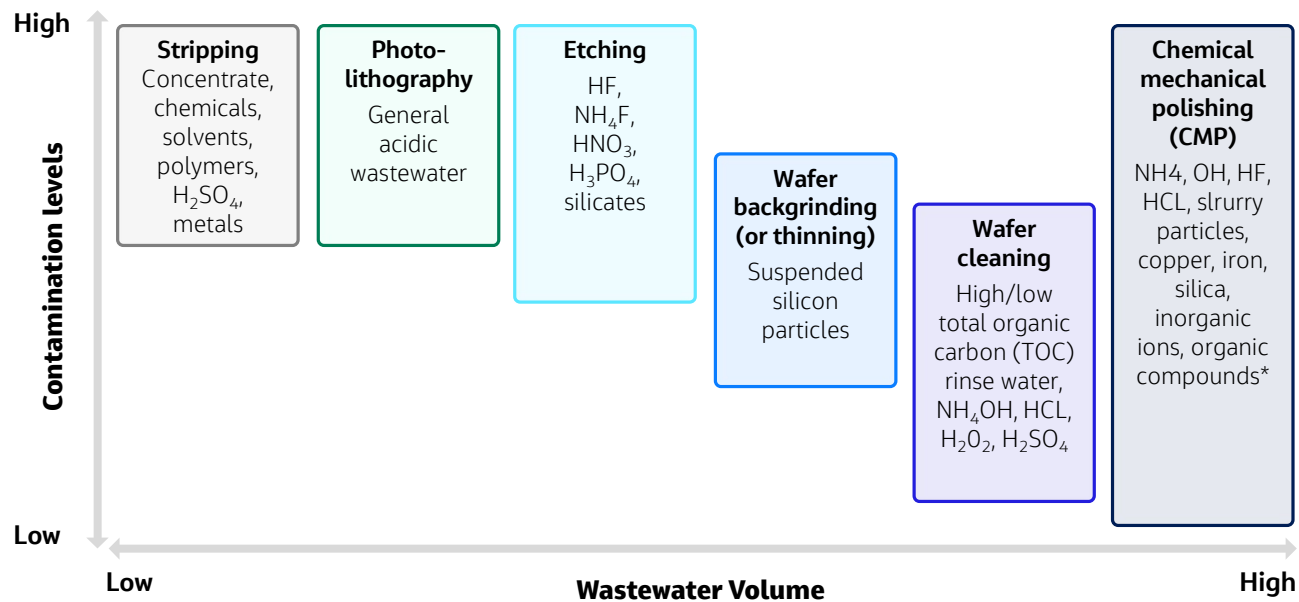 High
Contamination levels
Low
Stripping
Concentrate,
chemicals,
solvents,
polymers,
H₂SO₄,
metals
Photo-
lithography
General
acidic
wastewater
Etching
HF,
NH₄F,
HNO₃,
H₃PO₄,
silicates
Wafer
backgrinding
(or thinning)
Suspended
silicon
particles
Wafer
cleaning
High/low
total organic
carbon (TOC)
rinse water,
NH₄OH, HCL,
H₂0₂, H₂SO₄
Chemical
mechanical
polishing
(CMP)
NH4, OH, HF,
HCL, slrurry
particles,
copper, iron,
silica,
inorganic
ions, organic
compounds*
Low
Wastewater Volume
High